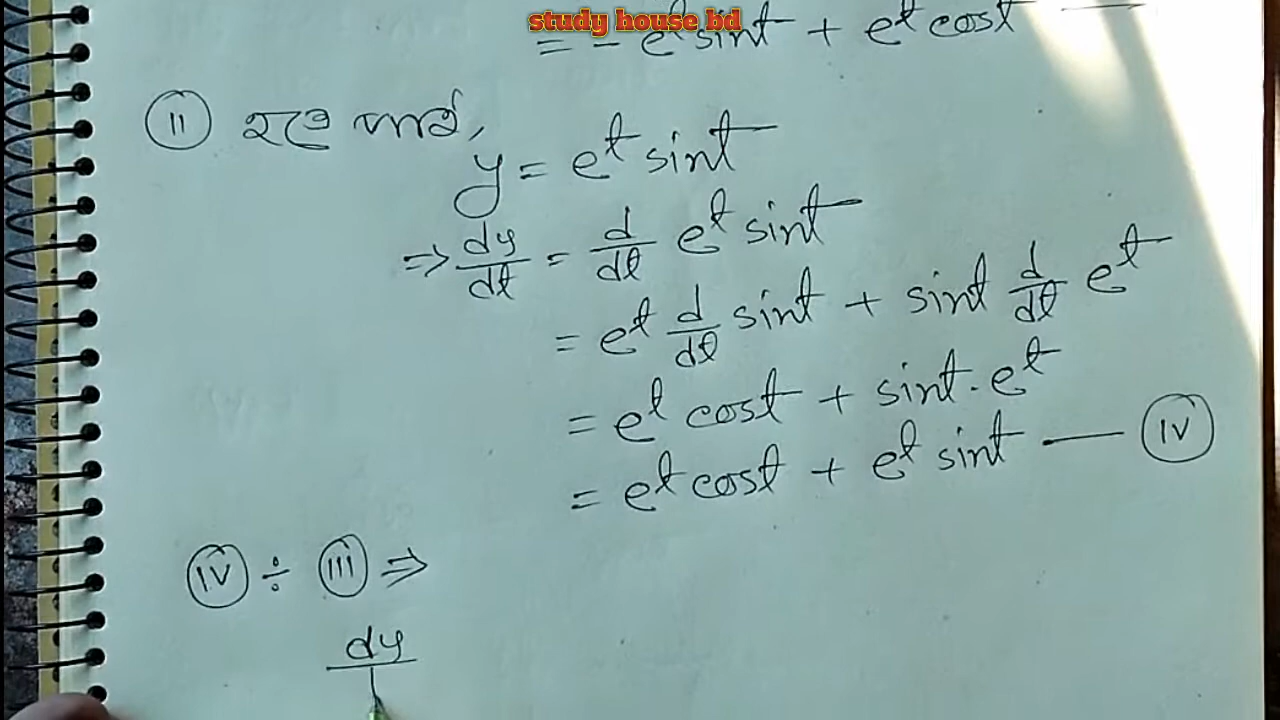 study house bd
= - e^t sint + e^t cost —
(II) হতে পাই,
y = e^t sint
⇒ dy/dt = d/dt e^t sint
= e^t d/dt sint + sint d/dt e^t
= e^t cost + sint · e^t
= e^t cost + e^t sint — (IV)
(IV) ÷ (III) ⇒
dy